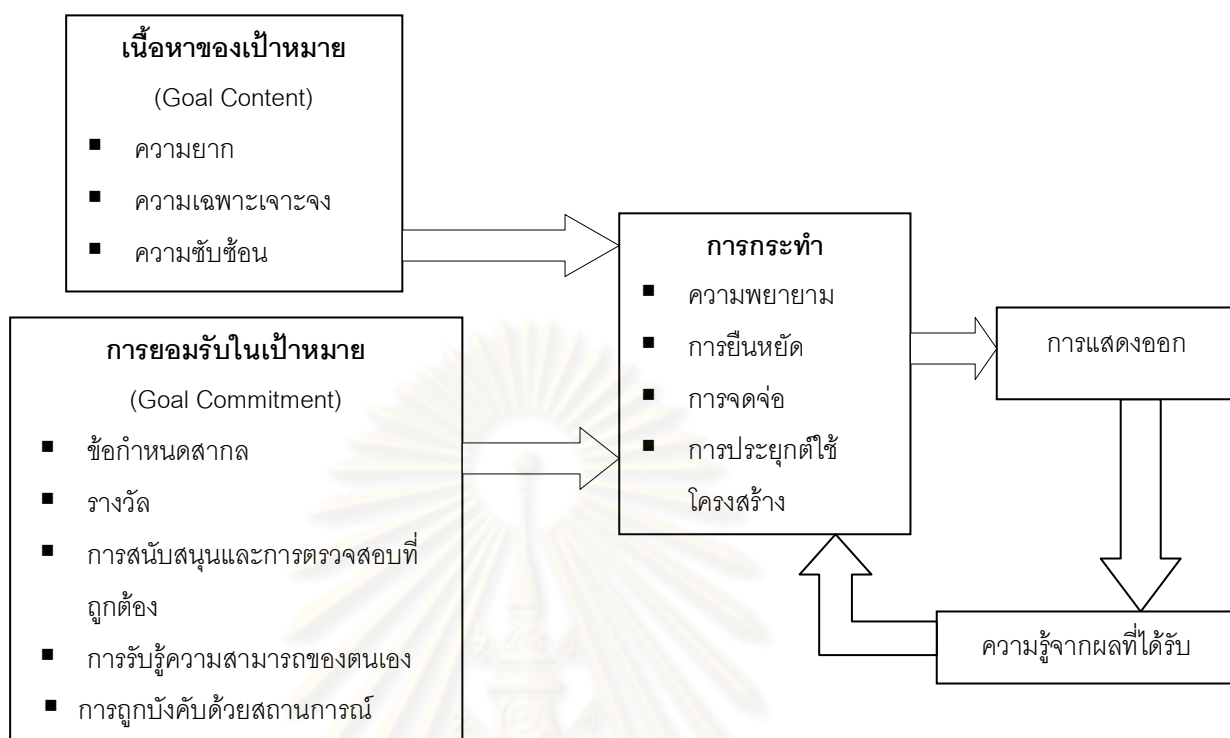 เนื้อหาของเป้าหมาย
(Goal Content)
▪ ความยาก
▪ ความเฉพาะเจาะจง
▪ ความซับซ้อน
การยอมรับในเป้าหมาย
(Goal Commitment)
▪ ข้อกำหนดสากล
▪ รางวัล
▪ การสนับสนุนและการตรวจสอบที่
ถูกต้อง
▪ การรับรู้ความสามารถของตนเอง
▪ การถูกบังคับด้วยสถานการณ์
การกระทำ
▪ ความพยายาม
▪ การยืนหยัด
▪ การจดจ่อ
▪ การประยุกต์ใช้
โครงสร้าง
การแสดงออก
ความรู้จากผลที่ได้รับ